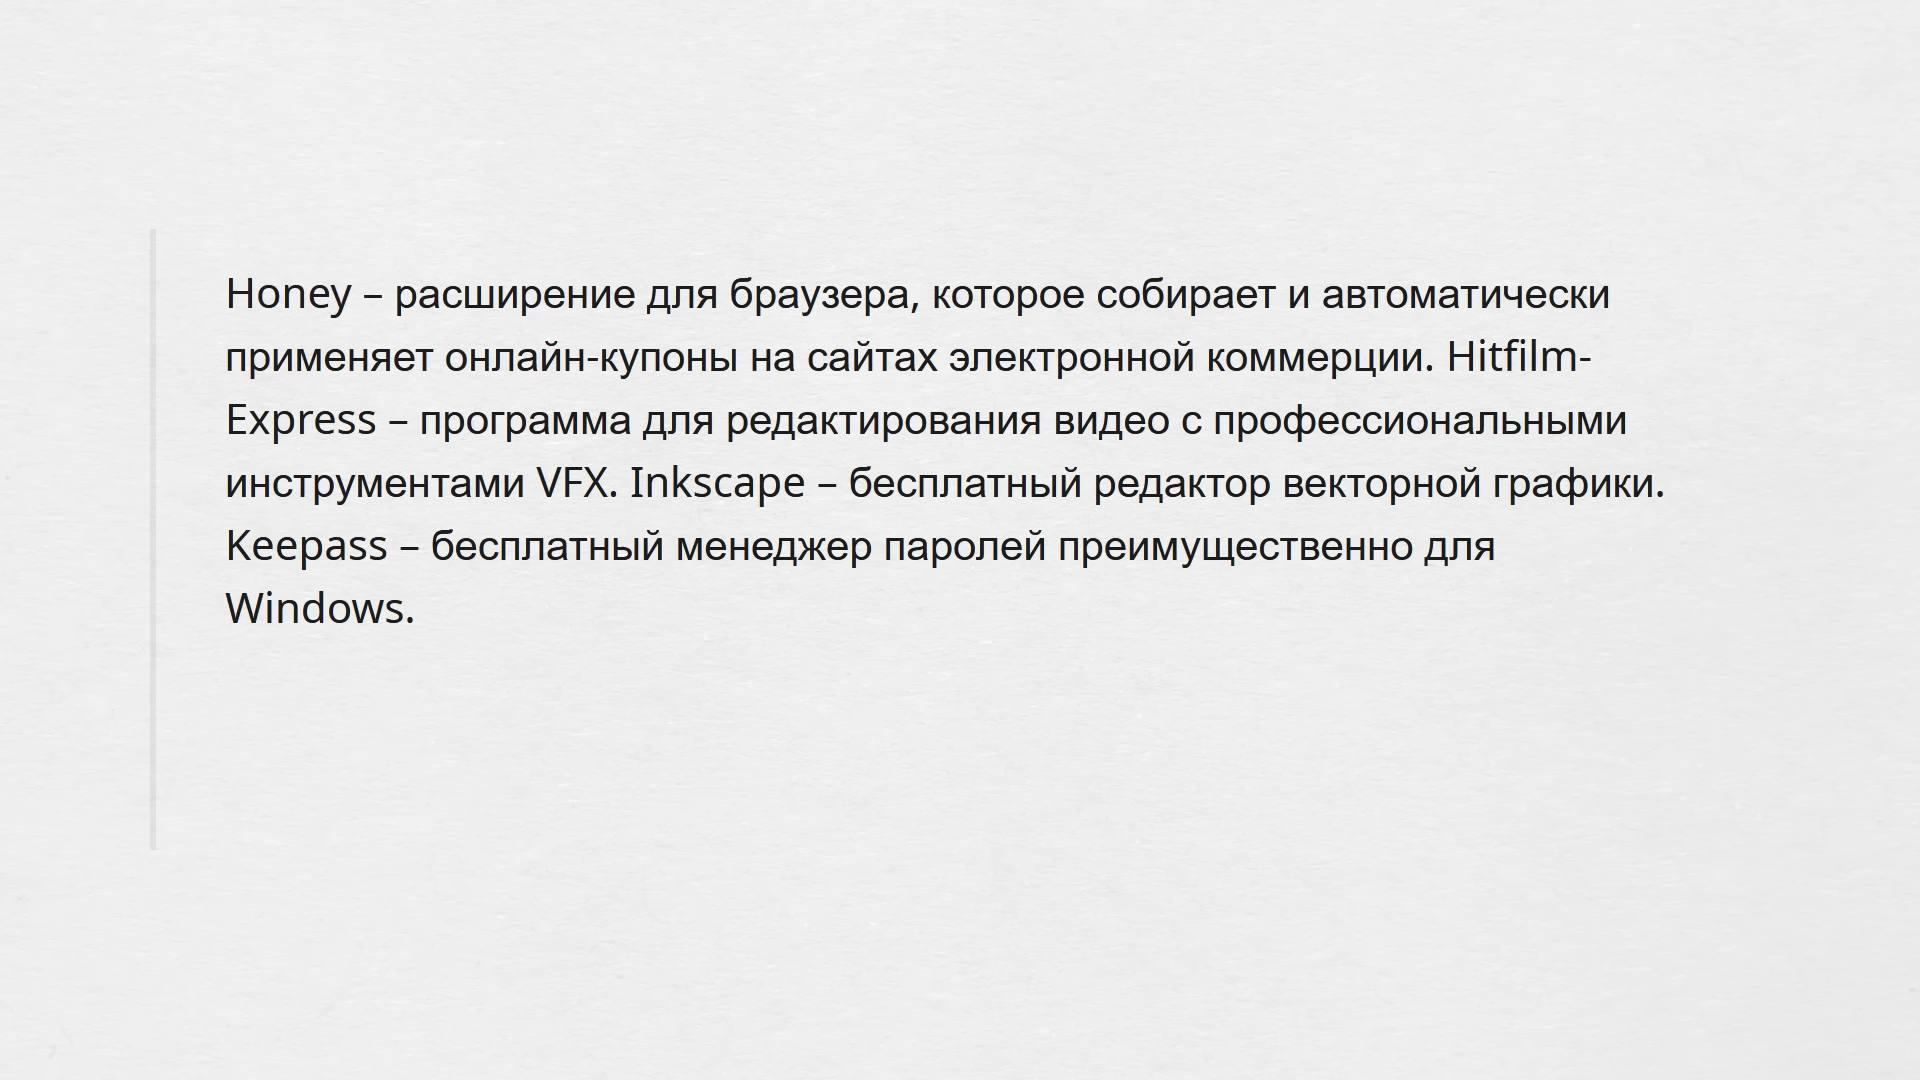 Honey – расширение для браузера, которое собирает и автоматически
применяет онлайн-купоны на сайтах электронной коммерции. Hitfilm-
Express – программа для редактирования видео с профессиональными
инструментами VFX. Inkscape – бесплатный редактор векторной графики.
Keepass – бесплатный менеджер паролей преимущественно для
Windows.